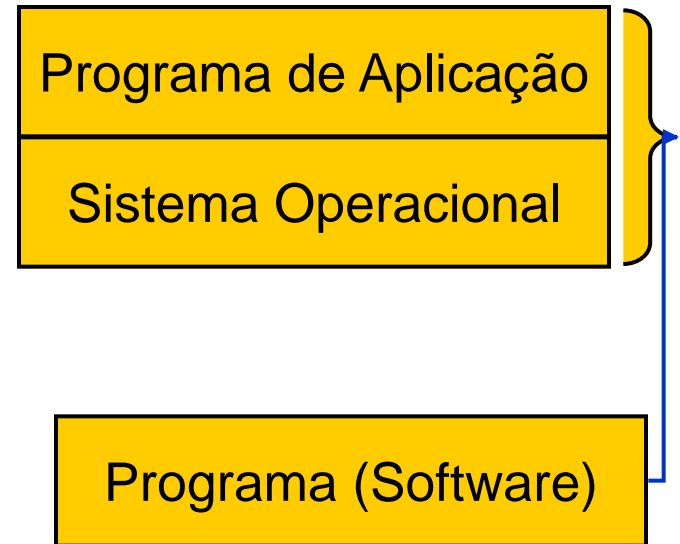 Programa de Aplicação
Sistema Operacional
Programa (Software)